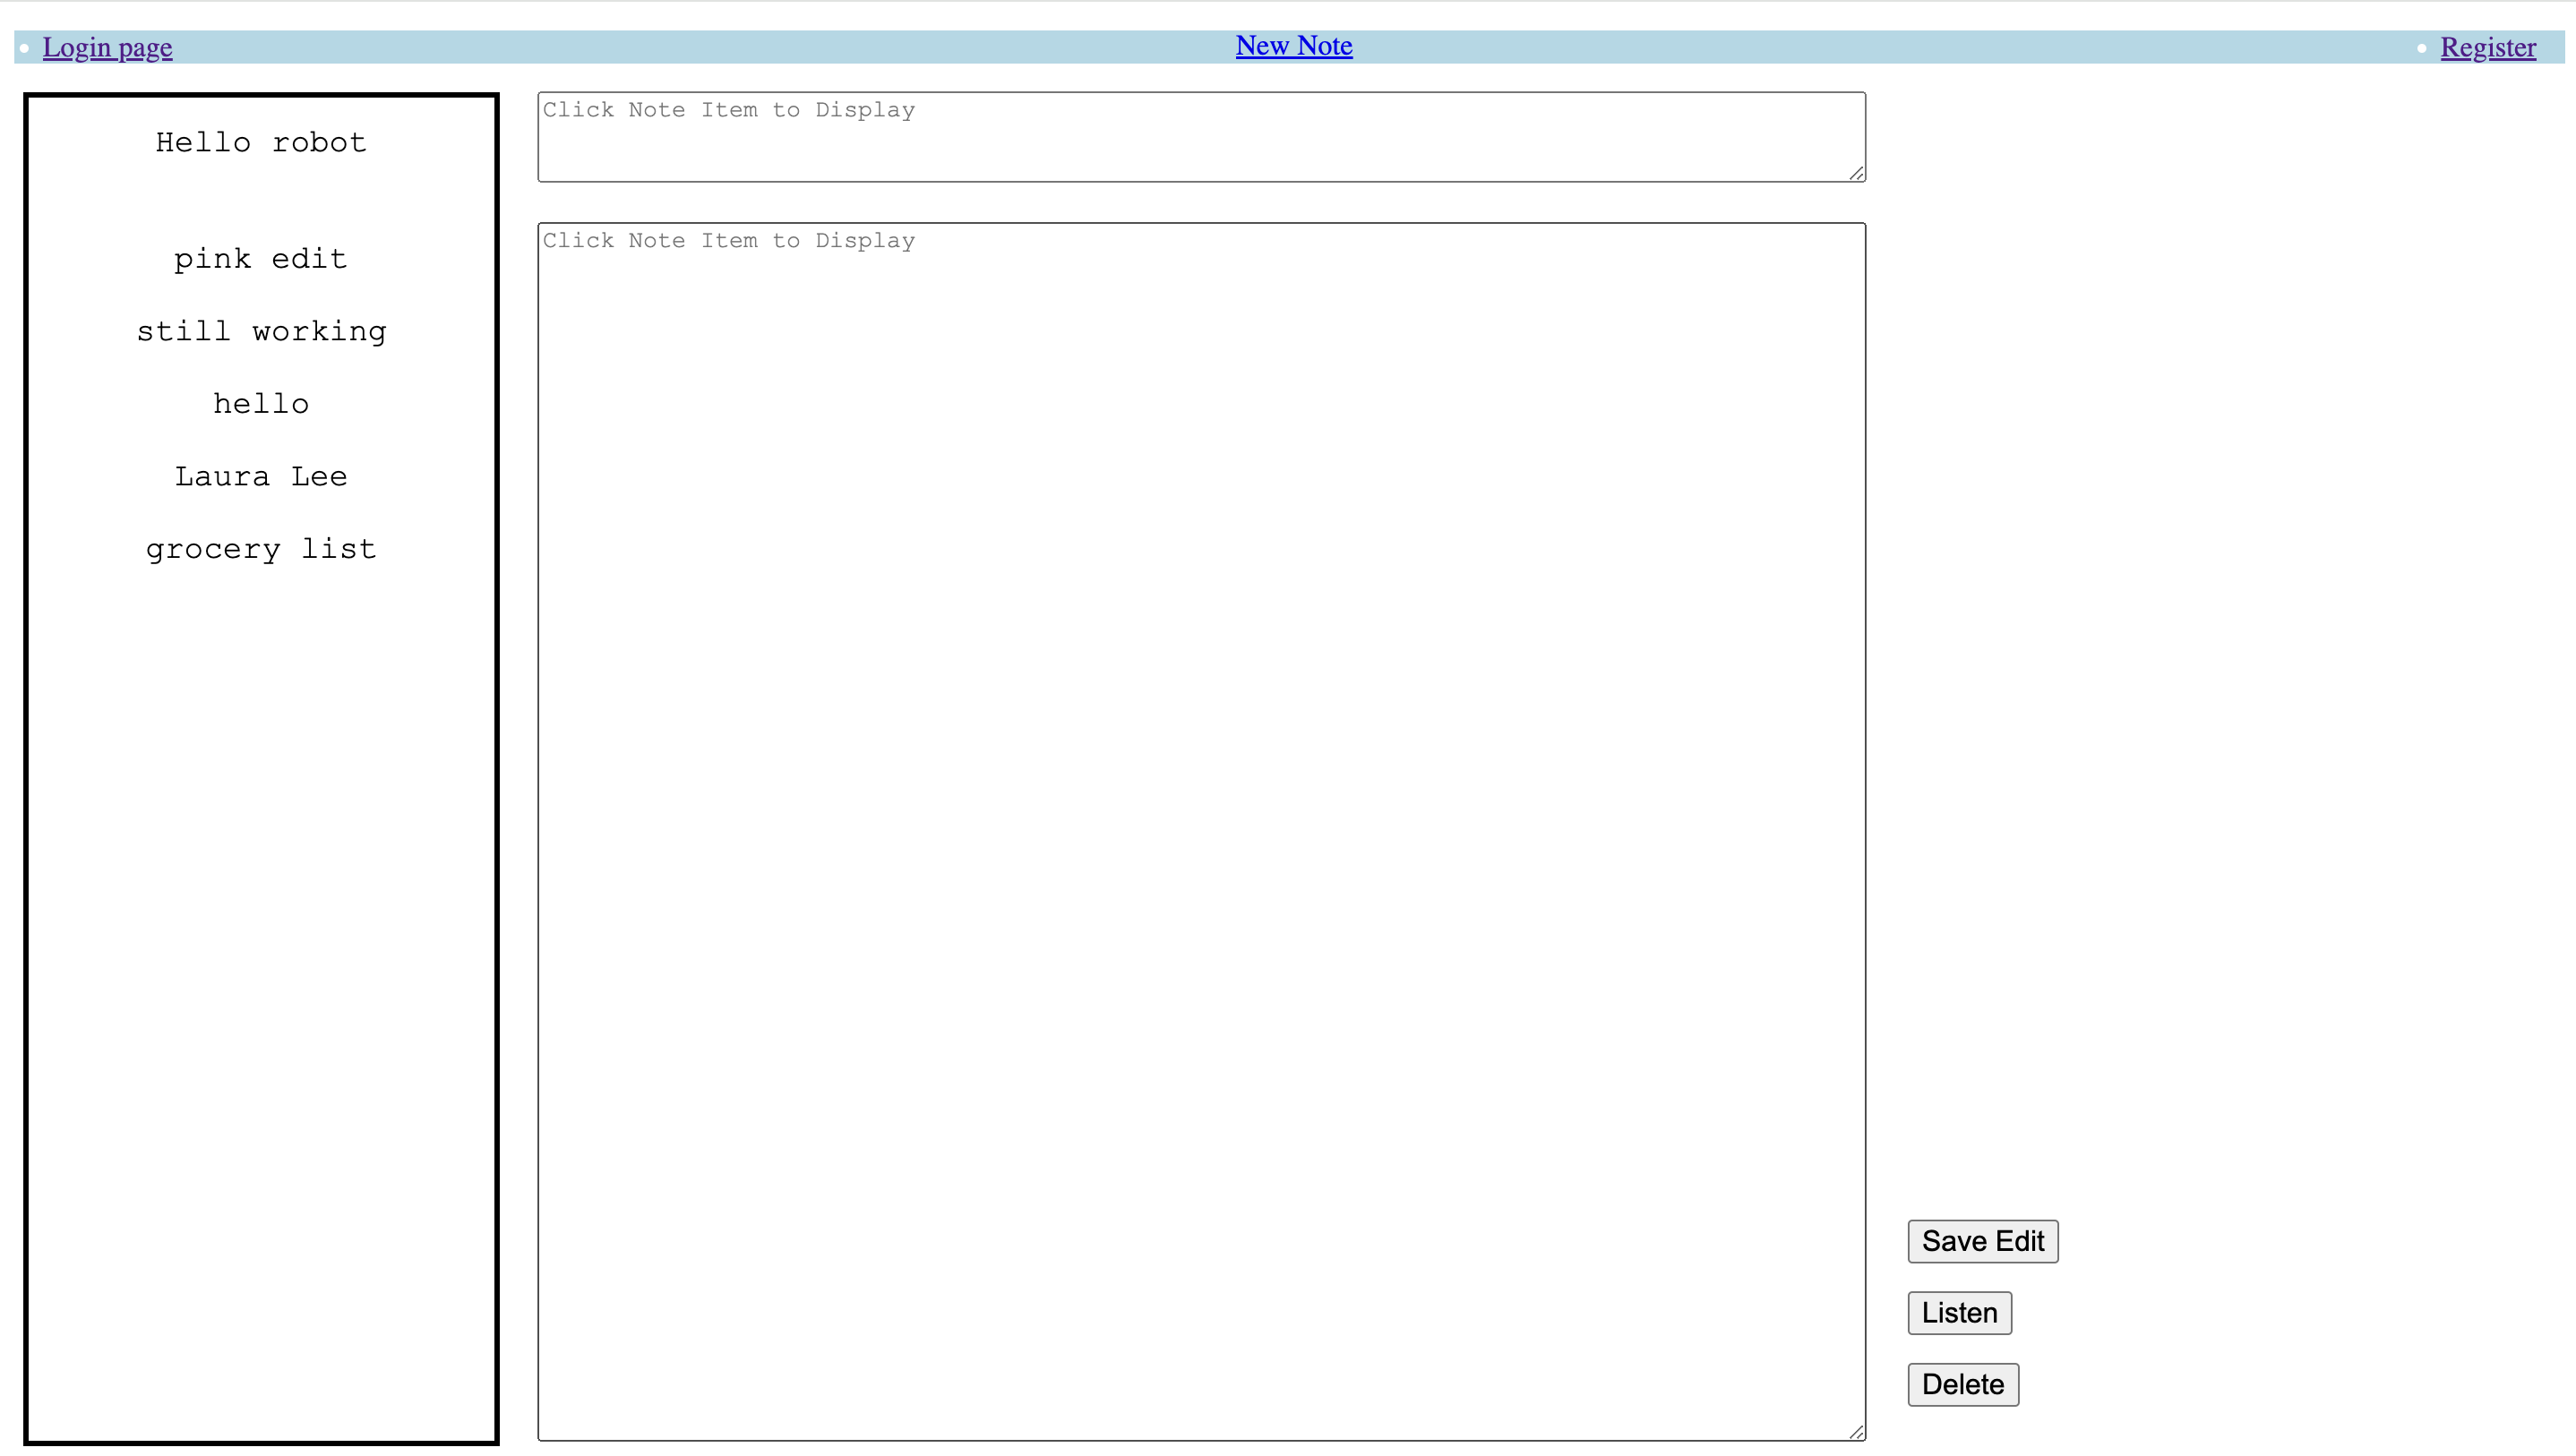 Login page
New Note
Register
Hello robot
pink edit
still working
hello
Laura Lee
grocery list
Click Note Item to Display
Click Note Item to Display
Save Edit
Listen
Delete